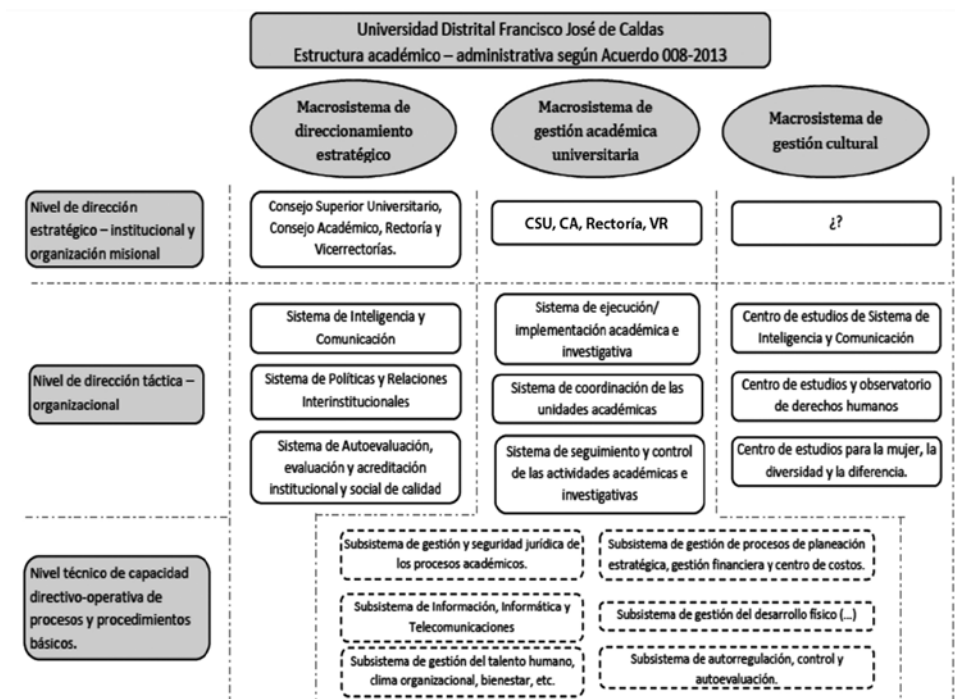 Universidad Distrital Francisco José de Caldas
Estructura académico – administrativa según Acuerdo 008-2013
Macrosistema de
direccionamiento
estratégico
Macrosistema de
gestión académica
universitaria
Macrosistema de
gestión cultural
Nivel de dirección
estratégico – institucional y
organización misional
Consejo Superior Universitario,
Consejo Académico, Rectoría y
Vicerrectorías.
CSU, CA, Rectoría, VR
¿?
Nivel de dirección táctica –
organizacional
Sistema de Inteligencia y
Comunicación
Sistema de ejecución/
implementación académica e
investigativa
Centro de estudios de Sistema de
Inteligencia y Comunicación
Sistema de Políticas y Relaciones
Interinstitucionales
Sistema de coordinación de las
unidades académicas
Centro de estudios y observatorio
de derechos humanos
Sistema de Autoevaluación,
evaluación y acreditación
institucional y social de calidad
Sistema de seguimiento y control
de las actividades académicas e
investigativas
Centro de estudios para la mujer, la
diversidad y la diferencia.
Nivel técnico de capacidad
directivo-operativa de
procesos y procedimientos
básicos.
Subsistema de gestión y seguridad jurídica de
los procesos académicos.
Subsistema de gestión de procesos de planeación
estratégica, gestión financiera y centro de costos.
Subsistema de Información, Informática y
Telecomunicaciones
Subsistema de gestión del desarrollo físico (...)
Subsistema de gestión del talento humano,
clima organizacional, bienestar, etc.
Subsistema de autorregulación, control y
autoevaluación.